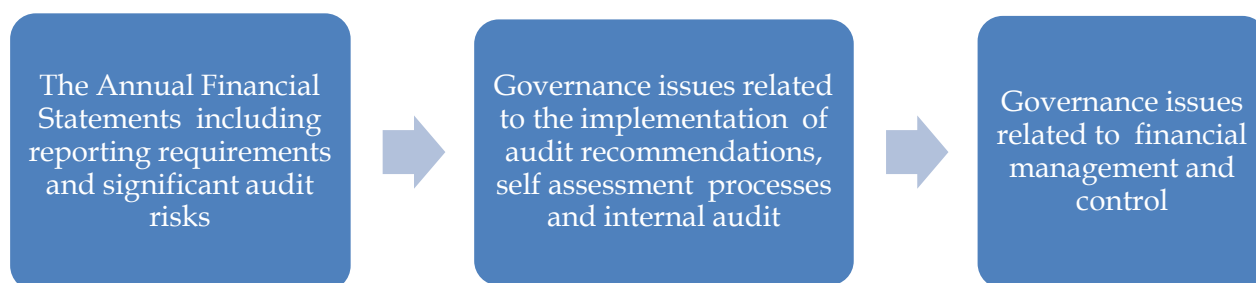 The Annual Financial
Statements including
reporting requirements
and significant audit
risks
Governance issues related
to the implementation of
audit recommendations,
self assessment processes
and internal audit
Governance issues
related to financial
management and
control